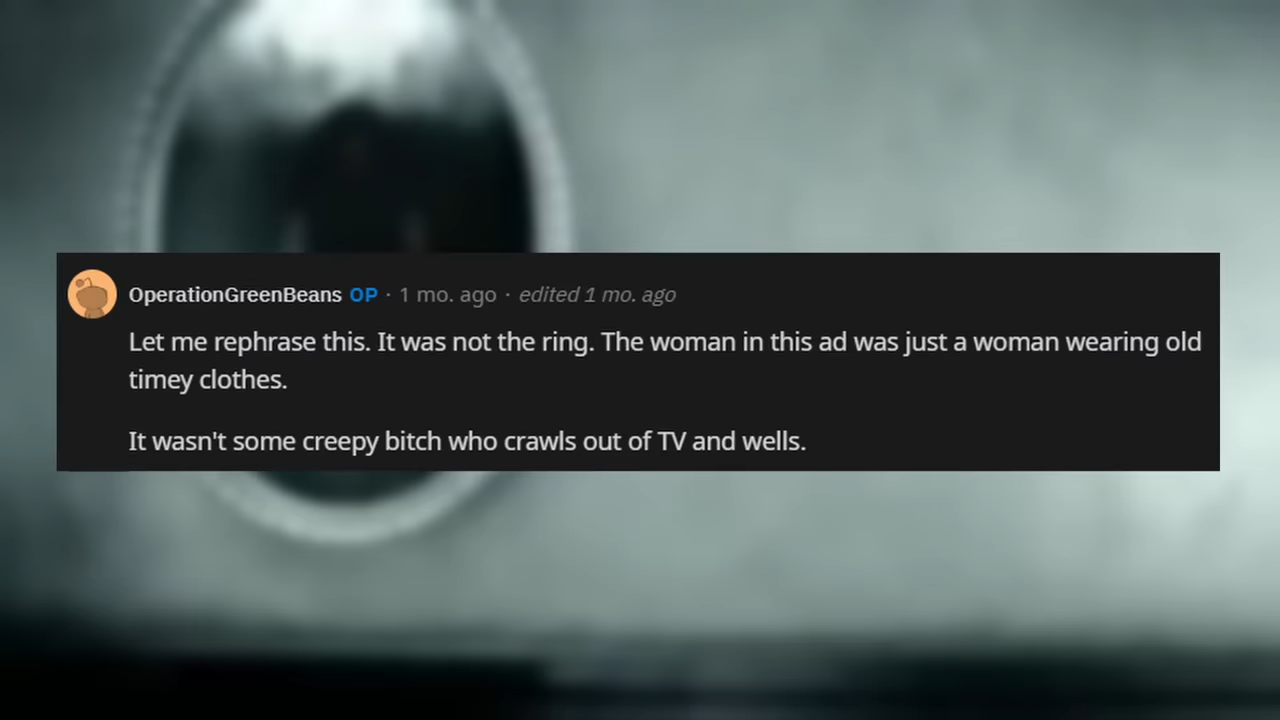 OperationGreenBeans OP · 1 mo. ago · edited 1 mo. ago
Let me rephrase this. It was not the ring. The woman in this ad was just a woman wearing old
timey clothes.
It wasn't some creepy bitch who crawls out of TV and wells.